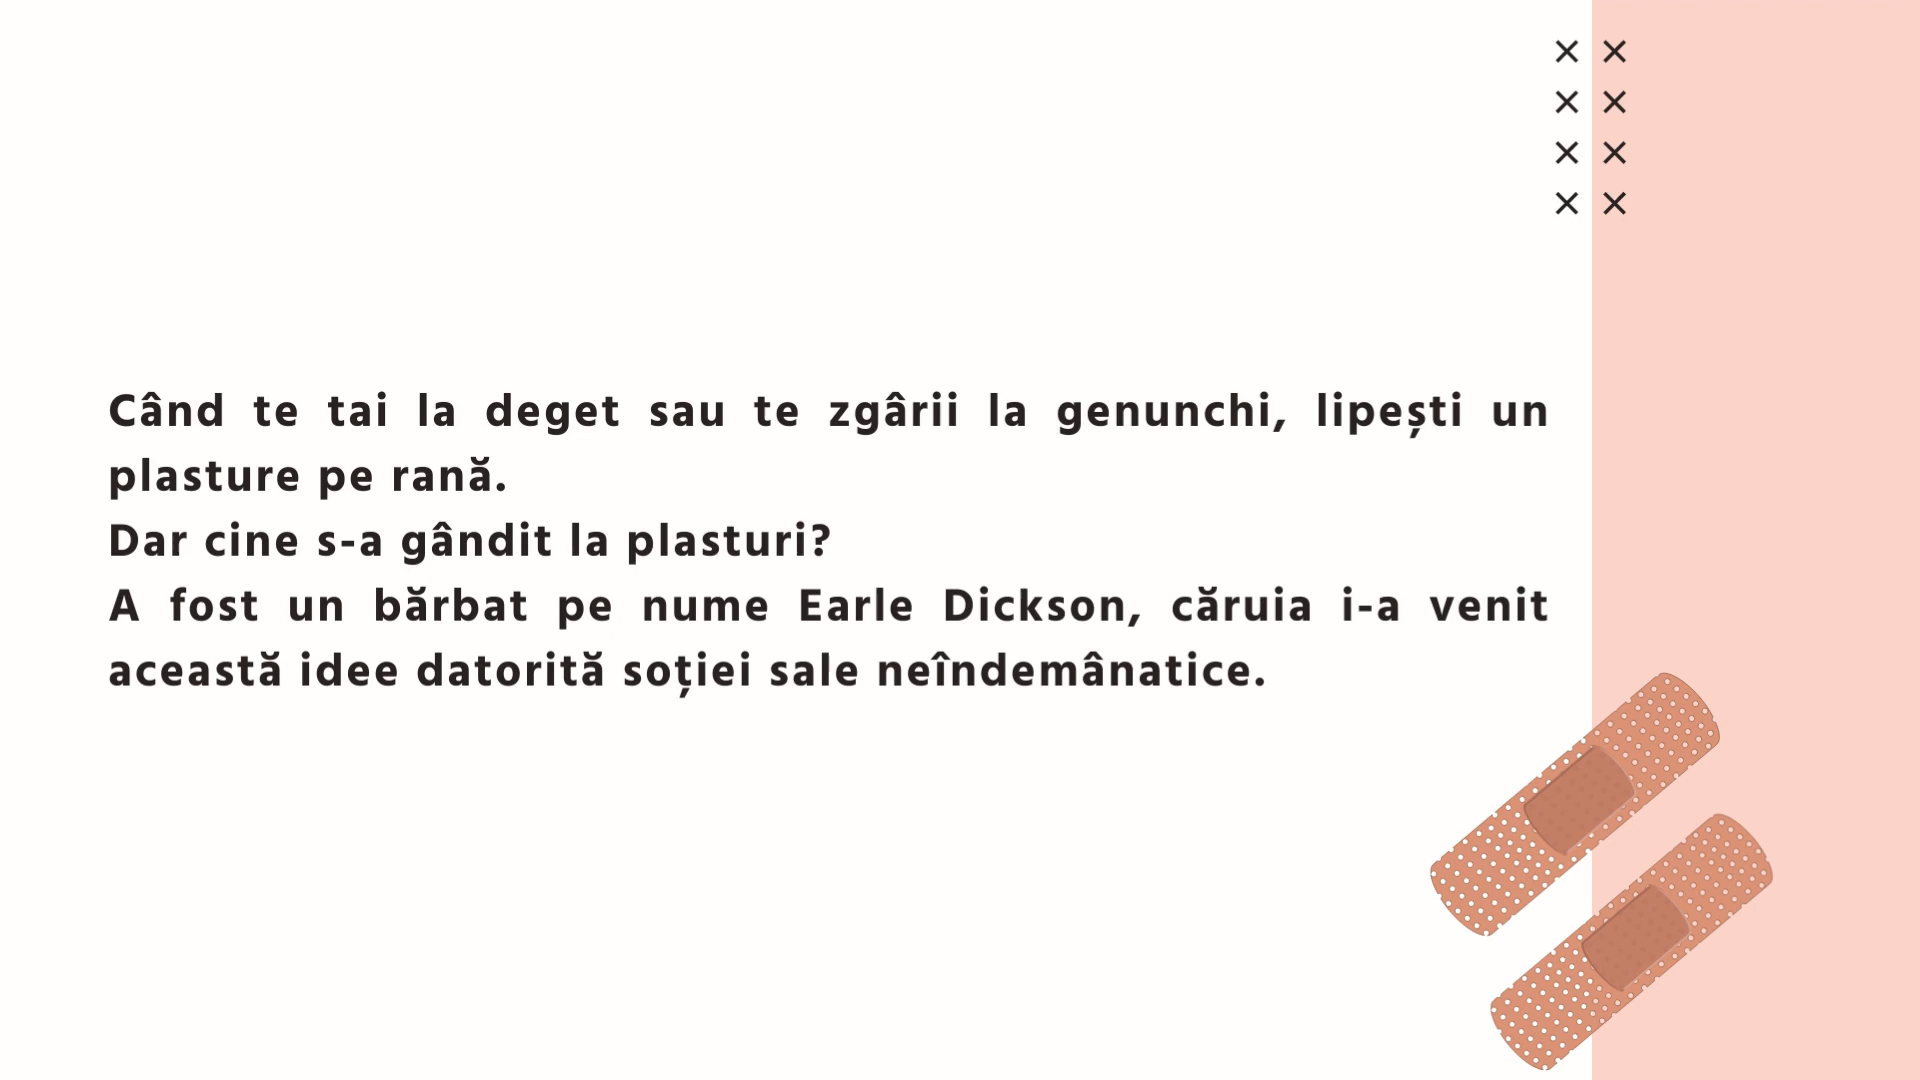 Când te tai la deget sau te zgârii la genunchi, lipești un
plasture pe rană.
Dar cine s-a gândit la plasturi?
A fost un bărbat pe nume Earle Dickson, căruia i-a venit
această idee datorită soției sale neîndemânatice.